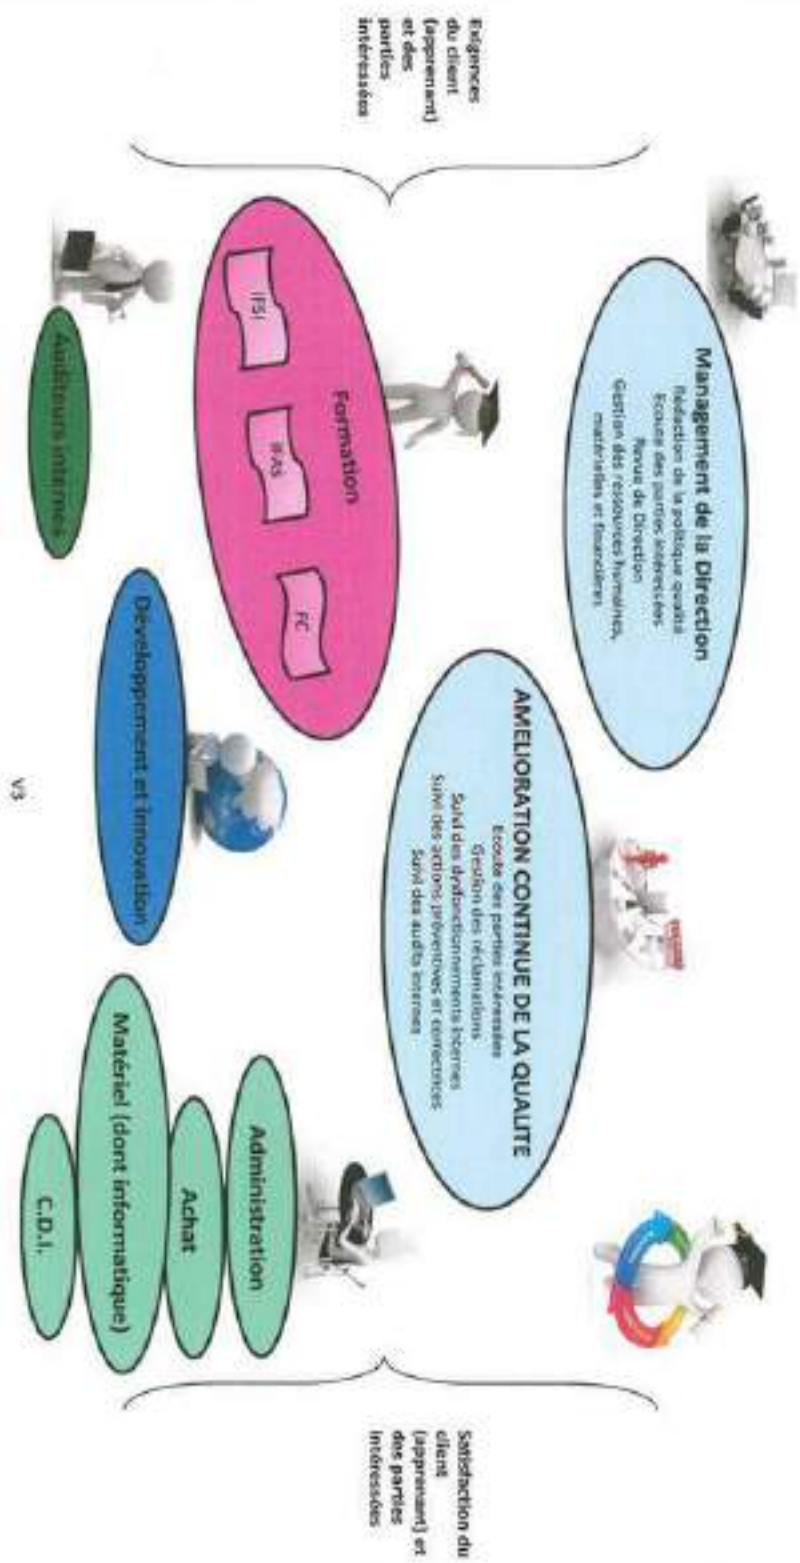 Exigences
du client
(apprenant)
et des
parties
intéressées
Management de la Direction
Rédaction de la politique qualité
Ecoute des parties intéressées
Revue de Direction
Gestion des ressources humaines,
matérielles et financières
AMELIORATION CONTINUE DE LA QUALITE
Ecoute des parties intéressées
Gestion des réclamations
Suivi des dysfonctionnements internes
Suivi des actions préventives et correctrices
Suivi des audits internes
Formation
IFSI
IFAS
FC
Auditeurs internes
Développement et innovation
Administration
Achat
Matériel (dont informatique)
C.D.I.
Satisfaction du
client
(apprenant) et
des parties
intéressées
V3